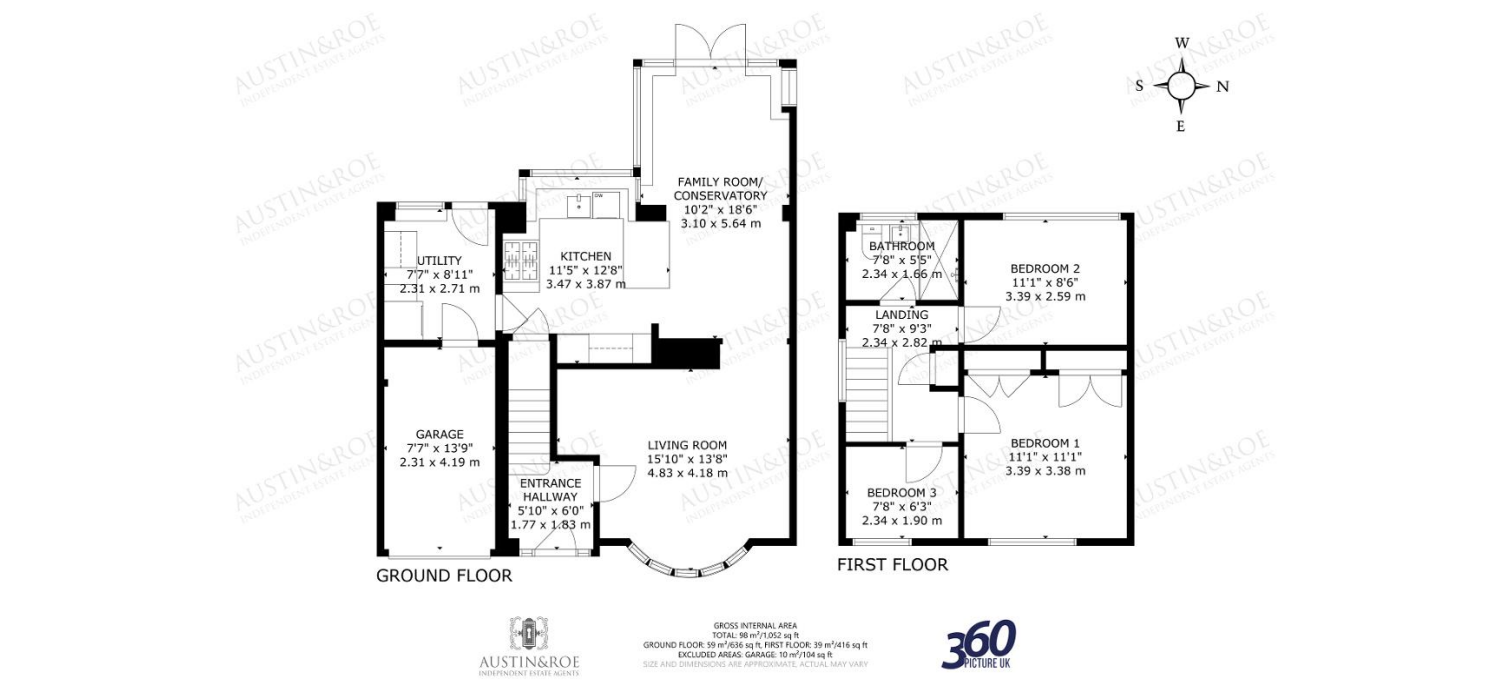 W
S
N
E
FAMILY ROOM/
CONSERVATORY
10'2" x 18'6"
3.10 x 5.64 m
DW
KITCHEN
11'5" x 12'8"
3.47 x 3.87 m
UTILITY
7'7" x 8'11"
2.31 x 2.71 m
GARAGE
7'7" x 13'9"
2.31 x 4.19 m
LIVING ROOM
15'10" x 13'8"
4.83 x 4.18 m
ENTRANCE
HALLWAY
5'10" x 6'0"
1.77 x 1.83 m
GROUND FLOOR
BATHROOM
7'8" x 5'5"
2.34 x 1.66 m
BEDROOM 2
11'1" x 8'6"
3.39 x 2.59 m
LANDING
7'8" x 9'3"
2.34 x 2.82 m
BEDROOM 1
11'1" x 11'1"
3.39 x 3.38 m
BEDROOM 3
7'8" x 6'3"
2.34 x 1.90 m
FIRST FLOOR
AUSTIN&ROE
INDEPENDENT ESTATE AGENTS
GROSS INTERNAL AREA
TOTAL: 98 m²/1,052 sq ft
GROUND FLOOR: 59 m²/636 sq ft, FIRST FLOOR: 39 m²/416 sq ft
EXCLUDED AREAS: GARAGE: 10 m²/104 sq ft
SIZE AND DIMENSIONS ARE APPROXIMATE, ACTUAL MAY VARY
360
PICTURE UK